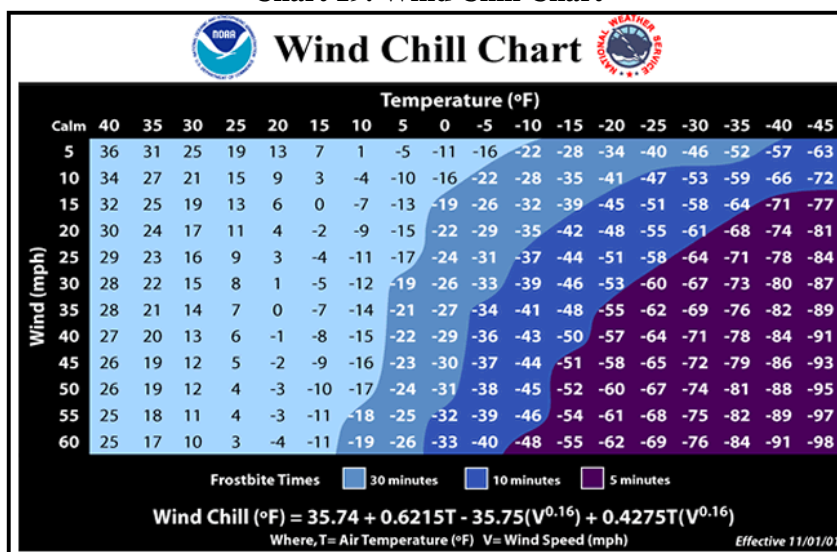 Chart 19: Wind Chill Chart
NOAA
Wind Chill Chart
NATIONAL WEATHER SERVICE
Temperature (°F)
Calm 40 35 30 25 20 15 10 5 0 -5 -10 -15 -20 -25 -30 -35 -40 -45
5 36 31 25 19 13 7 1 -5 -11 -16 -22 -28 -34 -40 -46 -52 -57 -63
10 34 27 21 15 9 3 -4 -10 -16 -22 -28 -35 -41 -47 -53 -59 -66 -72
15 32 25 19 13 6 0 -7 -13 -19 -26 -32 -39 -45 -51 -58 -64 -71 -77
20 30 24 17 11 4 -2 -9 -15 -22 -29 -35 -42 -48 -55 -61 -68 -74 -81
25 29 23 16 9 3 -4 -11 -17 -24 -31 -37 -44 -51 -58 -64 -71 -78 -84
30 28 22 15 8 1 -5 -12 -19 -26 -33 -39 -46 -53 -60 -67 -73 -80 -87
35 28 21 14 7 0 -7 -14 -21 -27 -34 -41 -48 -55 -62 -69 -76 -82 -89
40 27 20 13 6 -1 -8 -15 -22 -29 -36 -43 -50 -57 -64 -71 -78 -84 -91
45 26 19 12 5 -2 -9 -16 -23 -30 -37 -44 -51 -58 -65 -72 -79 -86 -93
50 26 19 12 4 -3 -10 -17 -24 -31 -38 -45 -52 -60 -67 -74 -81 -88 -95
55 25 18 11 4 -3 -11 -18 -25 -32 -39 -46 -54 -61 -68 -75 -82 -89 -97
60 25 17 10 3 -4 -11 -19 -26 -33 -40 -48 -55 -62 -69 -76 -84 -91 -98
Wind (mph)
Frostbite Times 30 minutes 10 minutes 5 minutes
Wind Chill (°F) = 35.74 + 0.6215T - 35.75(V^0.16) + 0.4275T(V^0.16)
Where, T= Air Temperature (°F) V= Wind Speed (mph)
Effective 11/01/01